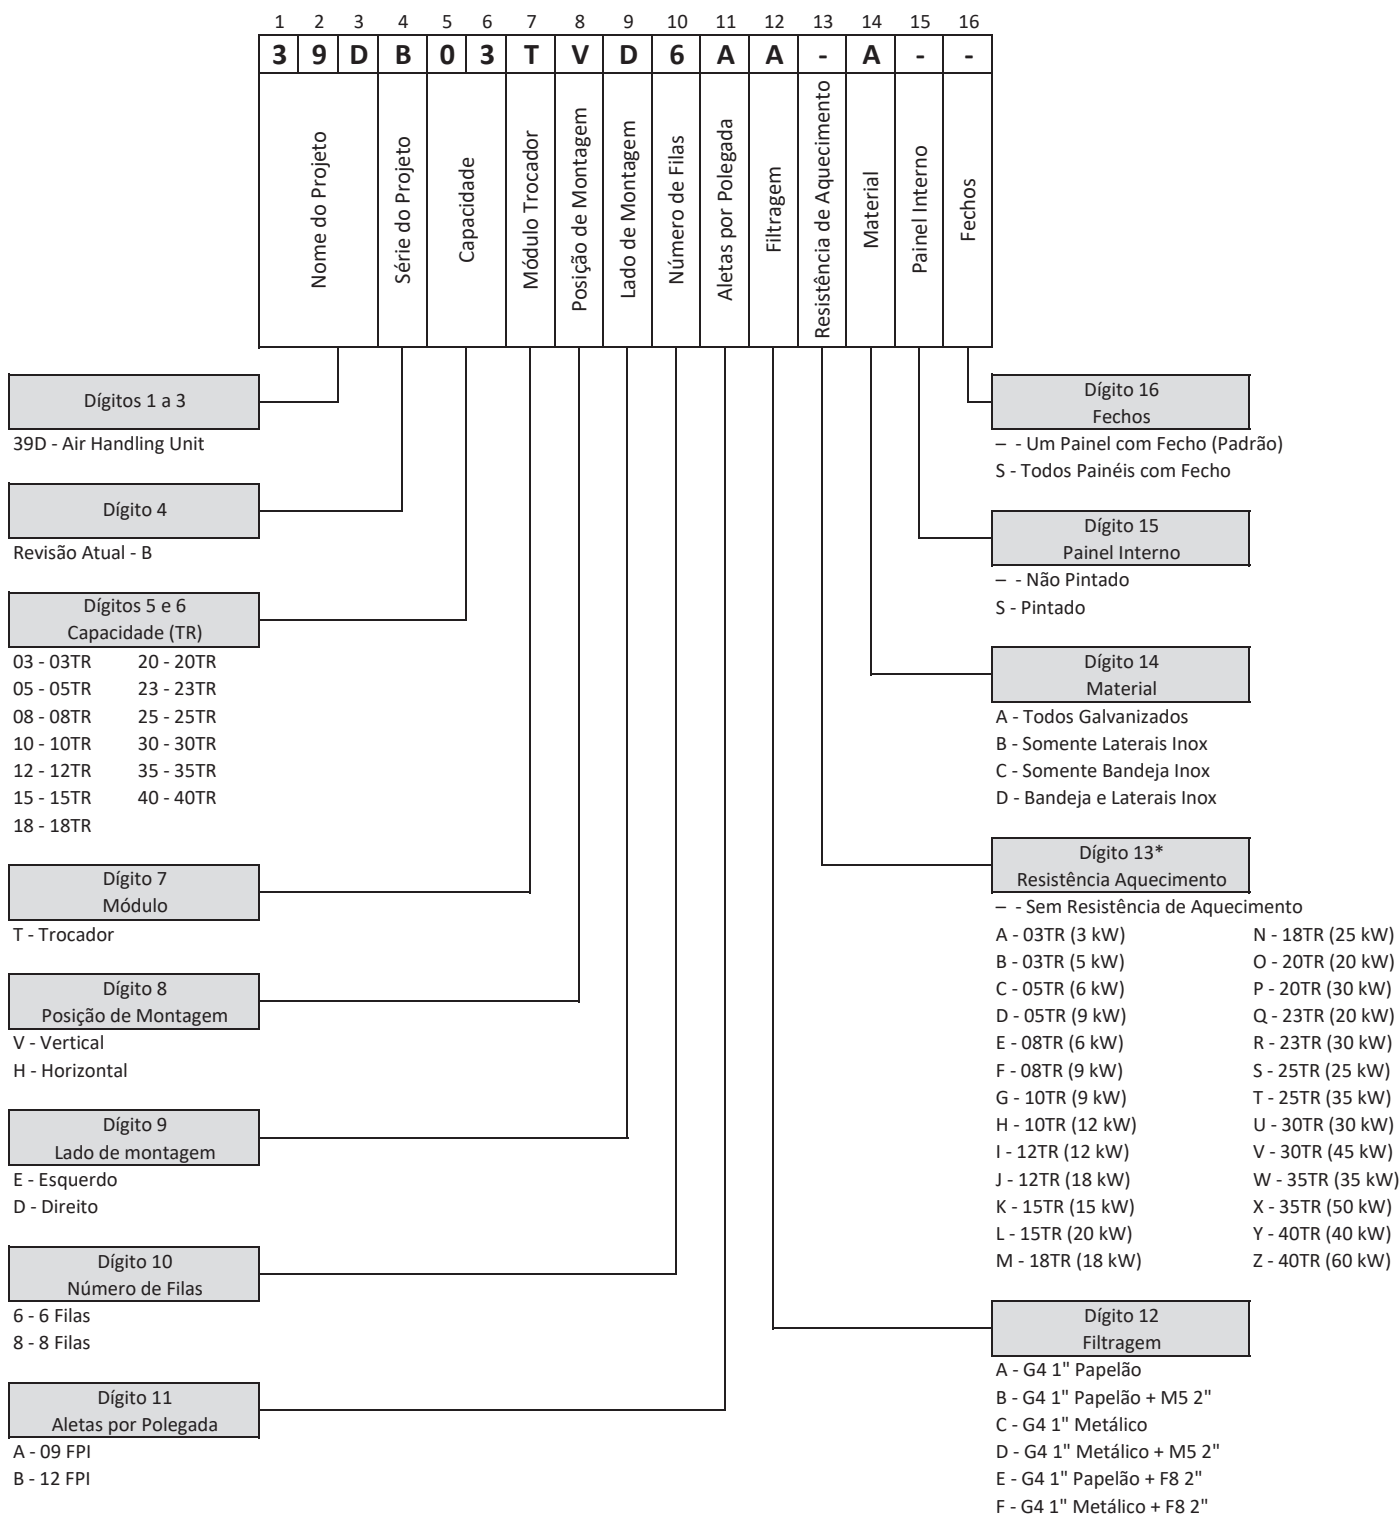 1 2 3 4 5 6 7 8 9 10 11 12 13 14 15 16
3 9 D B 0 3 T V D 6 A A - A - -
Nome do Projeto
Série do Projeto
Capacidade
Módulo Trocador
Posição de Montagem
Lado de Montagem
Número de Filas
Aletas por Polegada
Filtragem
Resistência de Aquecimento
Material
Painel Interno
Fechos
Dígitos 1 a 3
39D - Air Handling Unit
Dígito 4
Revisão Atual - B
Dígitos 5 e 6
Capacidade (TR)
03 - 03TR 20 - 20TR
05 - 05TR 23 - 23TR
08 - 08TR 25 - 25TR
10 - 10TR 30 - 30TR
12 - 12TR 35 - 35TR
15 - 15TR 40 - 40TR
18 - 18TR
Dígito 7
Módulo
T - Trocador
Dígito 8
Posição de Montagem
V - Vertical
H - Horizontal
Dígito 9
Lado de montagem
E - Esquerdo
D - Direito
Dígito 10
Número de Filas
6 - 6 Filas
8 - 8 Filas
Dígito 11
Aletas por Polegada
A - 09 FPI
B - 12 FPI
Dígito 16
Fechos
– - Um Painel com Fecho (Padrão)
S - Todos Painéis com Fecho
Dígito 15
Painel Interno
– - Não Pintado
S - Pintado
Dígito 14
Material
A - Todos Galvanizados
B - Somente Laterais Inox
C - Somente Bandeja Inox
D - Bandeja e Laterais Inox
Dígito 13*
Resistência Aquecimento
– - Sem Resistência de Aquecimento
A - 03TR (3 kW) N - 18TR (25 kW)
B - 03TR (5 kW) O - 20TR (20 kW)
C - 05TR (6 kW) P - 20TR (30 kW)
D - 05TR (9 kW) Q - 23TR (20 kW)
E - 08TR (6 kW) R - 23TR (30 kW)
F - 08TR (9 kW) S - 25TR (25 kW)
G - 10TR (9 kW) T - 25TR (35 kW)
H - 10TR (12 kW) U - 30TR (30 kW)
I - 12TR (12 kW) V - 30TR (45 kW)
J - 12TR (18 kW) W - 35TR (35 kW)
K - 15TR (15 kW) X - 35TR (50 kW)
L - 15TR (20 kW) Y - 40TR (40 kW)
M - 18TR (18 kW) Z - 40TR (60 kW)
Dígito 12
Filtragem
A - G4 1" Papelão
B - G4 1" Papelão + M5 2"
C - G4 1" Metálico
D - G4 1" Metálico + M5 2"
E - G4 1" Papelão + F8 2"
F - G4 1" Metálico + F8 2"